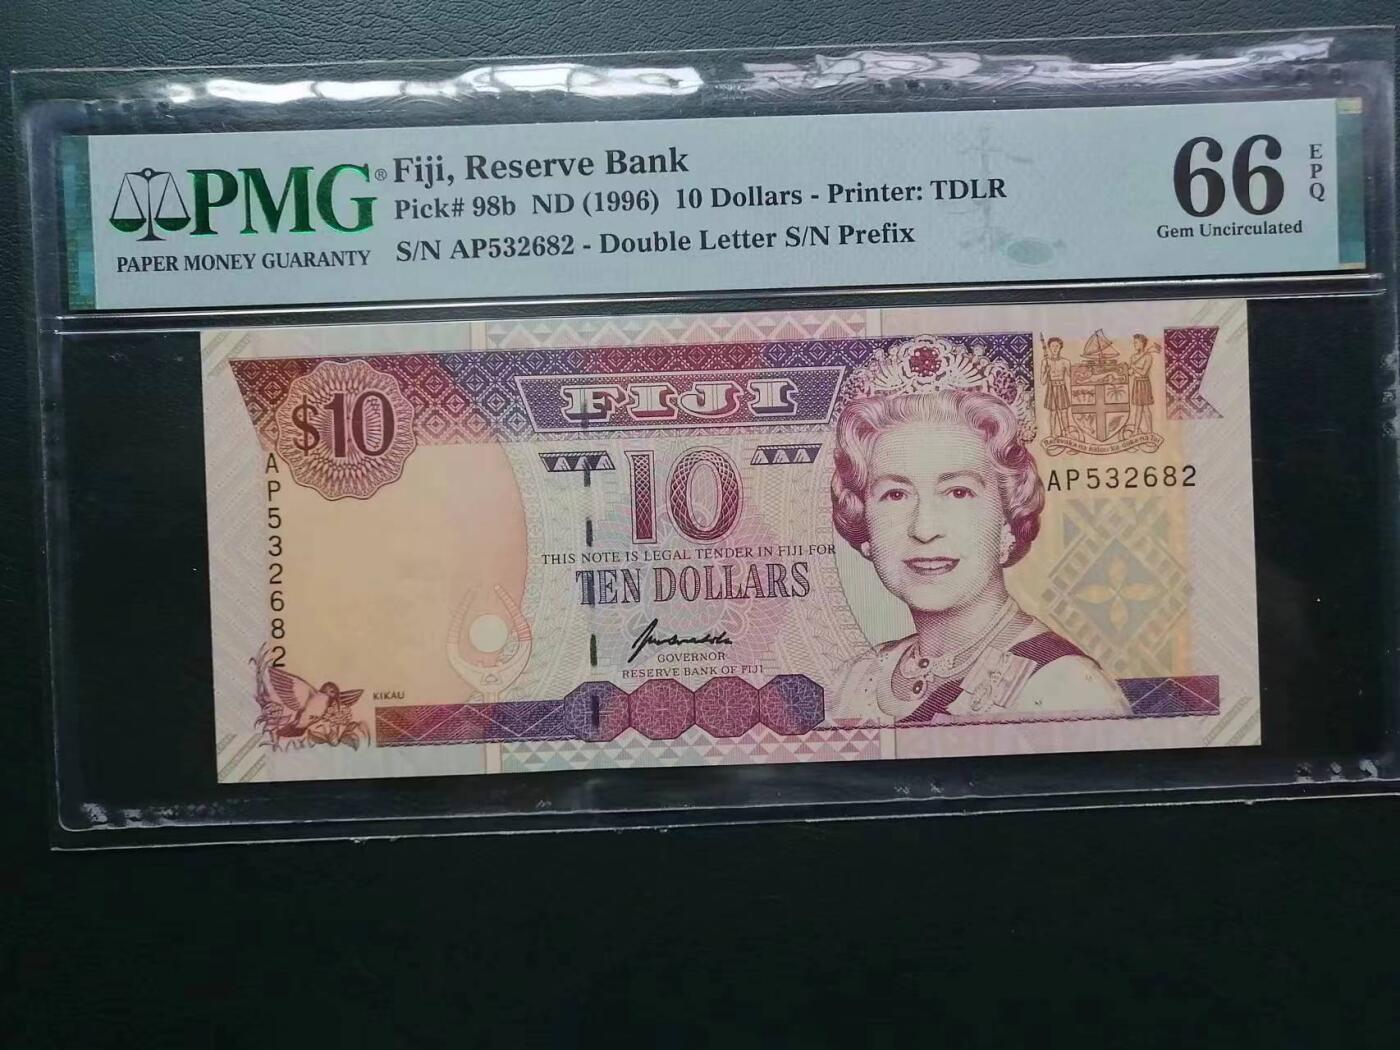 PMG®
PAPER MONEY GUARANTY
Fiji, Reserve Bank
Pick# 98b ND (1996) 10 Dollars - Printer: TDLR
S/N AP532682 - Double Letter S/N Prefix
66
EPQ
Gem Uncirculated
FIJI
$10
10
AP532682
AP532682
THIS NOTE IS LEGAL TENDER IN FIJI FOR
TEN DOLLARS
GOVERNOR
RESERVE BANK OF FIJI
KIKAU